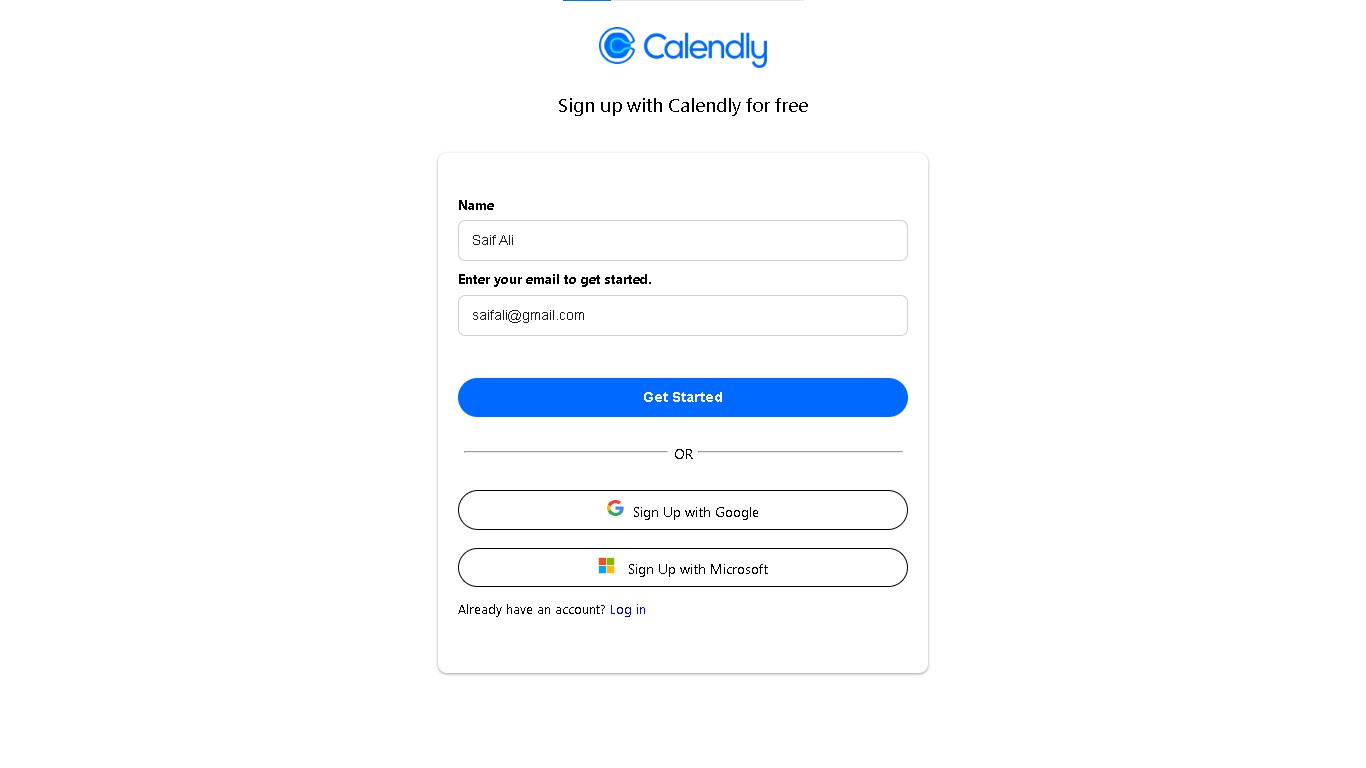 Calendly
Sign up with Calendly for free
Name
Saif Ali
Enter your email to get started.
saifali@gmail.com
Get Started
OR
Sign Up with Google
Sign Up with Microsoft
Already have an account? Log in